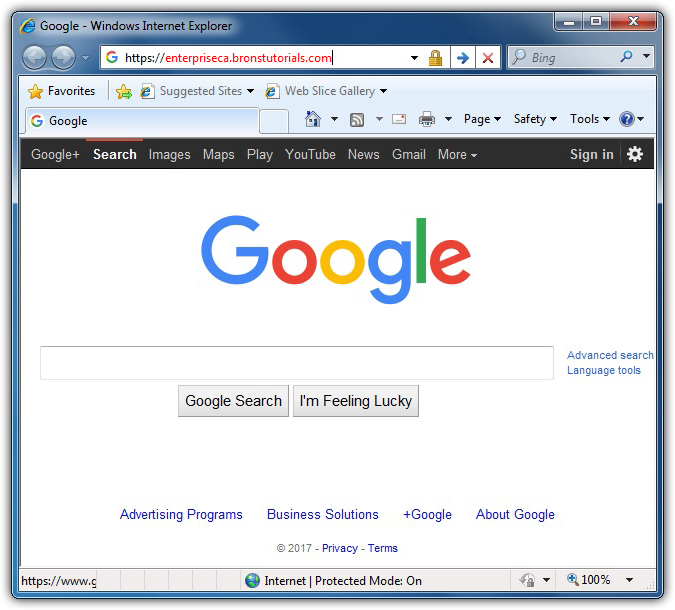 Google - Windows Internet Explorer
https://enterpriseca.bronstutorials.com
Bing
Favorites Suggested Sites Web Slice Gallery
Google Page Safety Tools
Google+ Search Images Maps Play YouTube News Gmail More Sign in
Google
Advanced search
Language tools
Google Search I'm Feeling Lucky
Advertising Programs Business Solutions +Google About Google
© 2017 - Privacy - Terms
https://www.g Internet | Protected Mode: On 100%